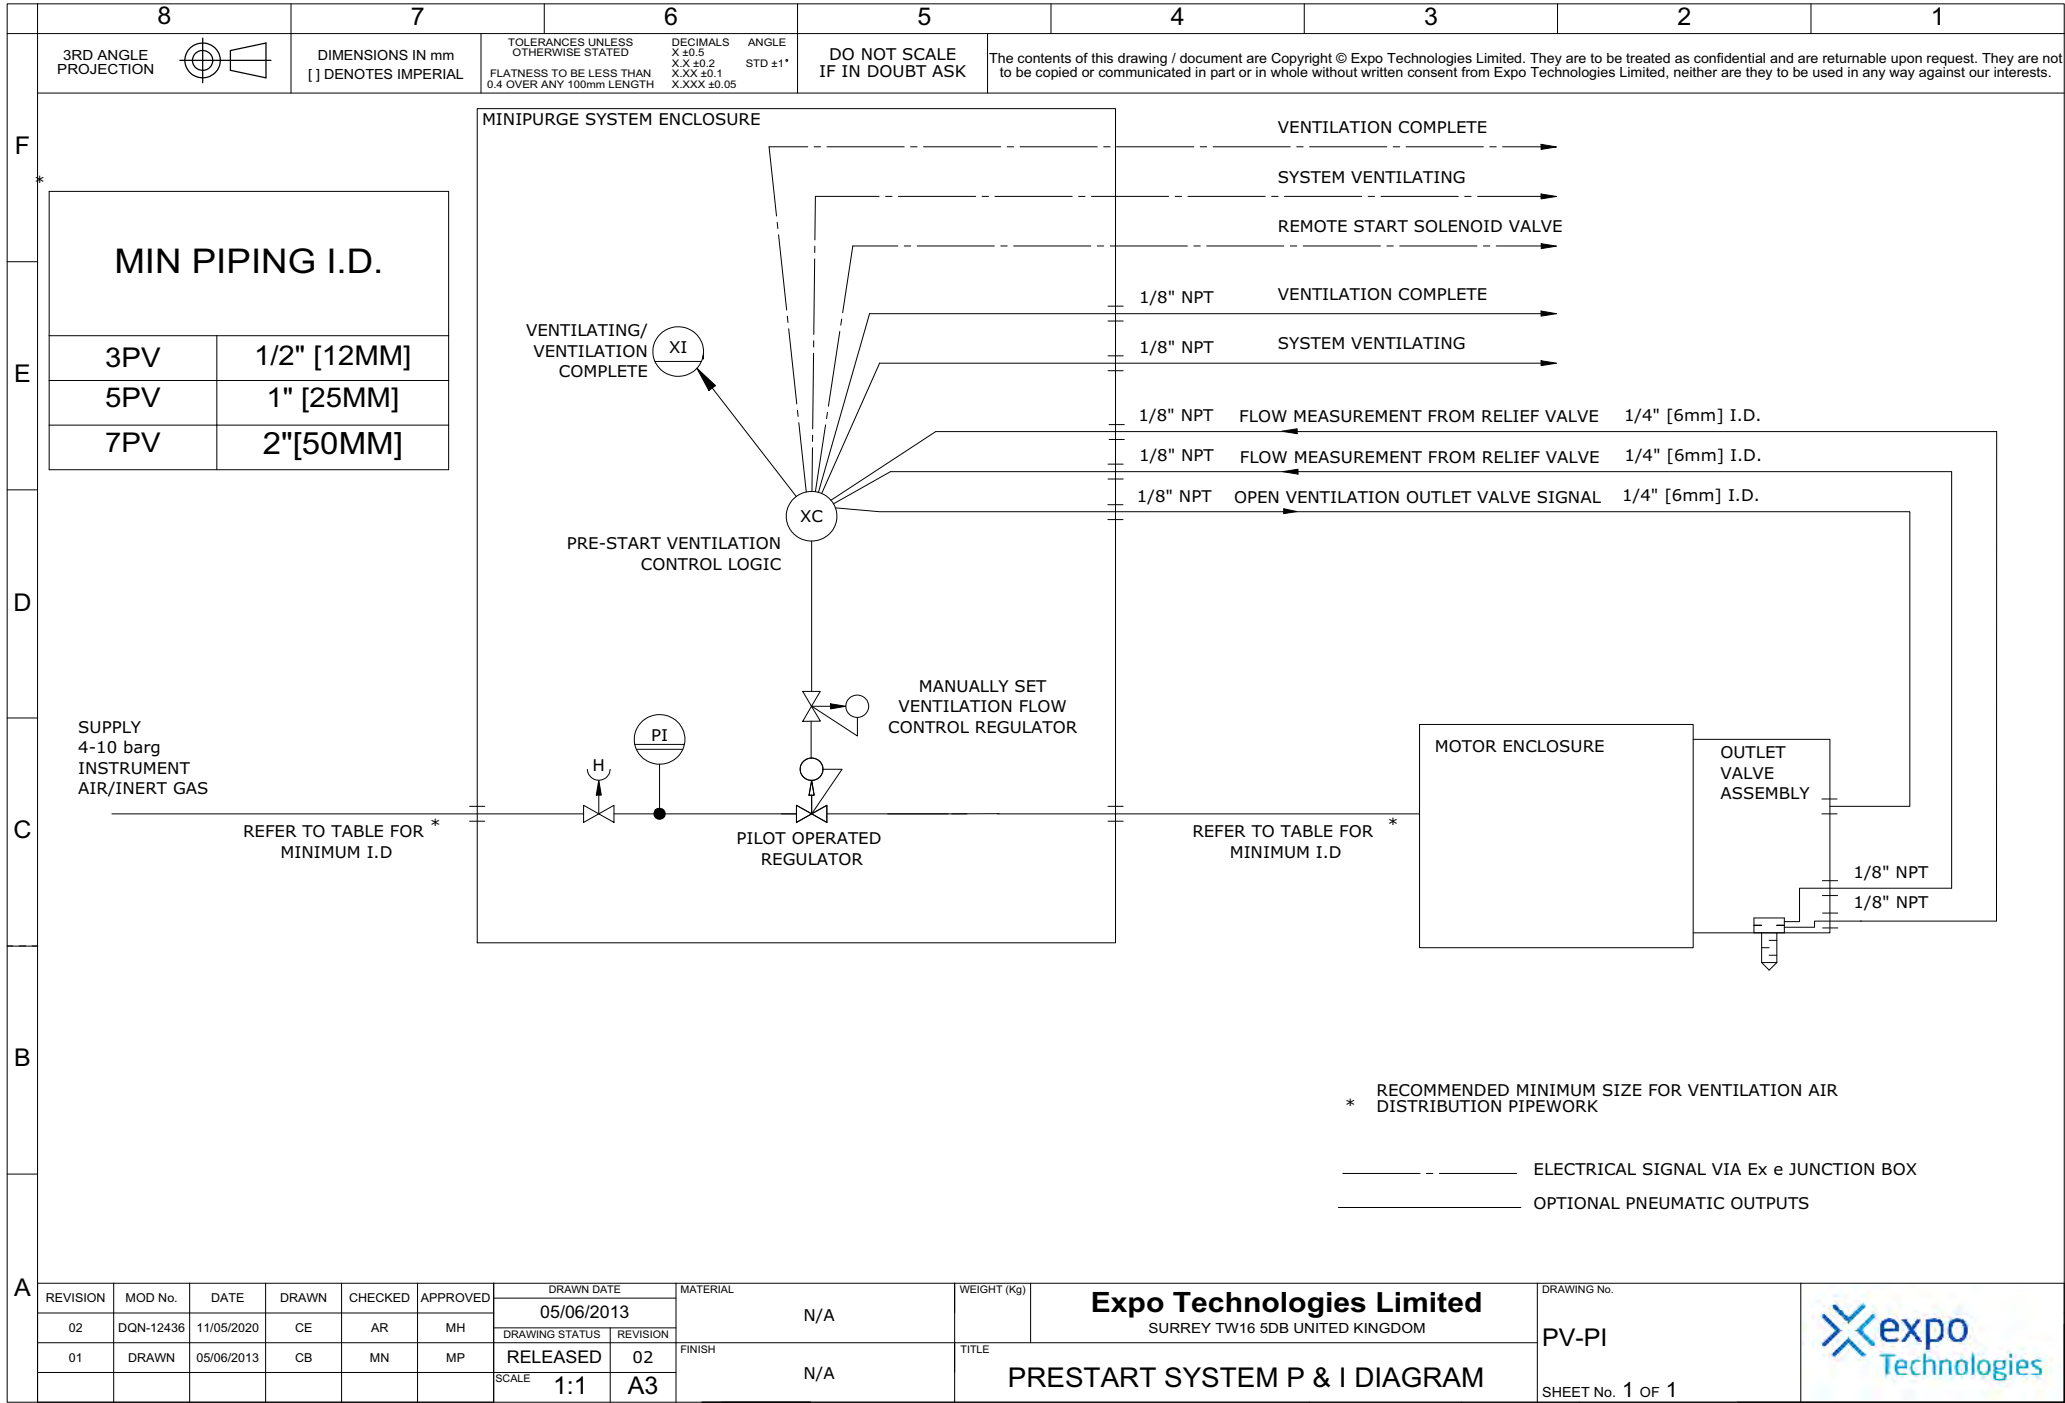 8 7 6 5 4 3 2 1
3RD ANGLE
PROJECTION
DIMENSIONS IN mm
[ ] DENOTES IMPERIAL
TOLERANCES UNLESS
OTHERWISE STATED
FLATNESS TO BE LESS THAN
0.4 OVER ANY 100mm LENGTH
DECIMALS ANGLE
X ±0.5
X.X ±0.2 STD ±1°
X.XX ±0.1
X.XXX ±0.05
DO NOT SCALE
IF IN DOUBT ASK
The contents of this drawing / document are Copyright © Expo Technologies Limited. They are to be treated as confidential and are returnable upon request. They are not
to be copied or communicated in part or in whole without written consent from Expo Technologies Limited, neither are they to be used in any way against our interests.
F
E
D
C
B
A
*
MIN PIPING I.D.
3PV 1/2" [12MM]
5PV 1" [25MM]
7PV 2"[50MM]
MINIPURGE SYSTEM ENCLOSURE
VENTILATION COMPLETE
SYSTEM VENTILATING
REMOTE START SOLENOID VALVE
1/8" NPT VENTILATION COMPLETE
1/8" NPT SYSTEM VENTILATING
1/8" NPT FLOW MEASUREMENT FROM RELIEF VALVE 1/4" [6mm] I.D.
1/8" NPT FLOW MEASUREMENT FROM RELIEF VALVE 1/4" [6mm] I.D.
1/8" NPT OPEN VENTILATION OUTLET VALVE SIGNAL 1/4" [6mm] I.D.
VENTILATING/
VENTILATION
COMPLETE
XI
XC
PRE-START VENTILATION
CONTROL LOGIC
MANUALLY SET
VENTILATION FLOW
CONTROL REGULATOR
SUPPLY
4-10 barg
INSTRUMENT
AIR/INERT GAS
PI
H
REFER TO TABLE FOR *
MINIMUM I.D
PILOT OPERATED
REGULATOR
REFER TO TABLE FOR *
MINIMUM I.D
MOTOR ENCLOSURE
OUTLET
VALVE
ASSEMBLY
1/8" NPT
1/8" NPT
* RECOMMENDED MINIMUM SIZE FOR VENTILATION AIR
DISTRIBUTION PIPEWORK
ELECTRICAL SIGNAL VIA Ex e JUNCTION BOX
OPTIONAL PNEUMATIC OUTPUTS
REVISION MOD No. DATE DRAWN CHECKED APPROVED
02 DQN-12436 11/05/2020 CE AR MH
01 DRAWN 05/06/2013 CB MN MP
DRAWN DATE
05/06/2013
DRAWING STATUS REVISION
RELEASED 02
SCALE 1:1 A3
MATERIAL
N/A
FINISH
N/A
WEIGHT (Kg)
Expo Technologies Limited
SURREY TW16 5DB UNITED KINGDOM
TITLE
PRESTART SYSTEM P & I DIAGRAM
DRAWING No.
PV-PI
SHEET No. 1 OF 1
expo
Technologies